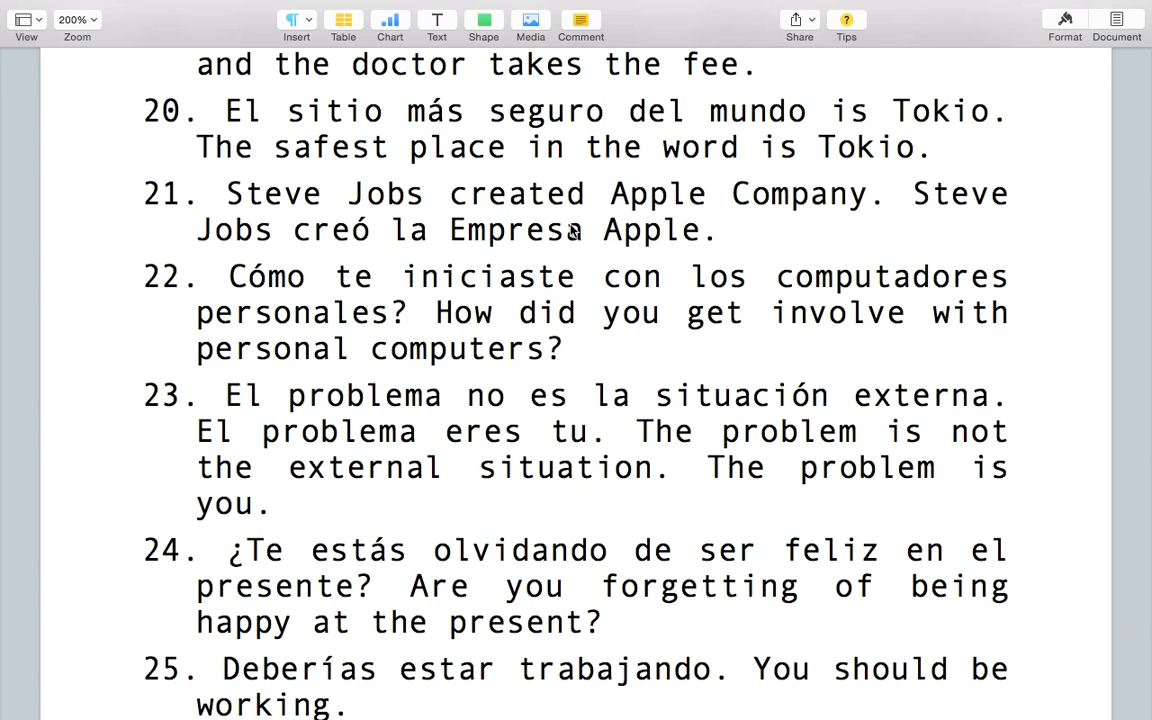 200%
View
Zoom
Insert
Table
Chart
Text
Shape
Media
Comment
Share
Tips
Format
Document
and the doctor takes the fee.
20. El sitio más seguro del mundo is Tokio.
The safest place in the word is Tokio.
21. Steve Jobs created Apple Company. Steve
Jobs creó la Empresa Apple.
22. Cómo te iniciaste con los computadores
personales? How did you get involve with
personal computers?
23. El problema no es la situación externa.
El problema eres tu. The problem is not
the external situation. The problem is
you.
24. ¿Te estás olvidando de ser feliz en el
presente? Are you forgetting of being
happy at the present?
25. Deberías estar trabajando. You should be
working.